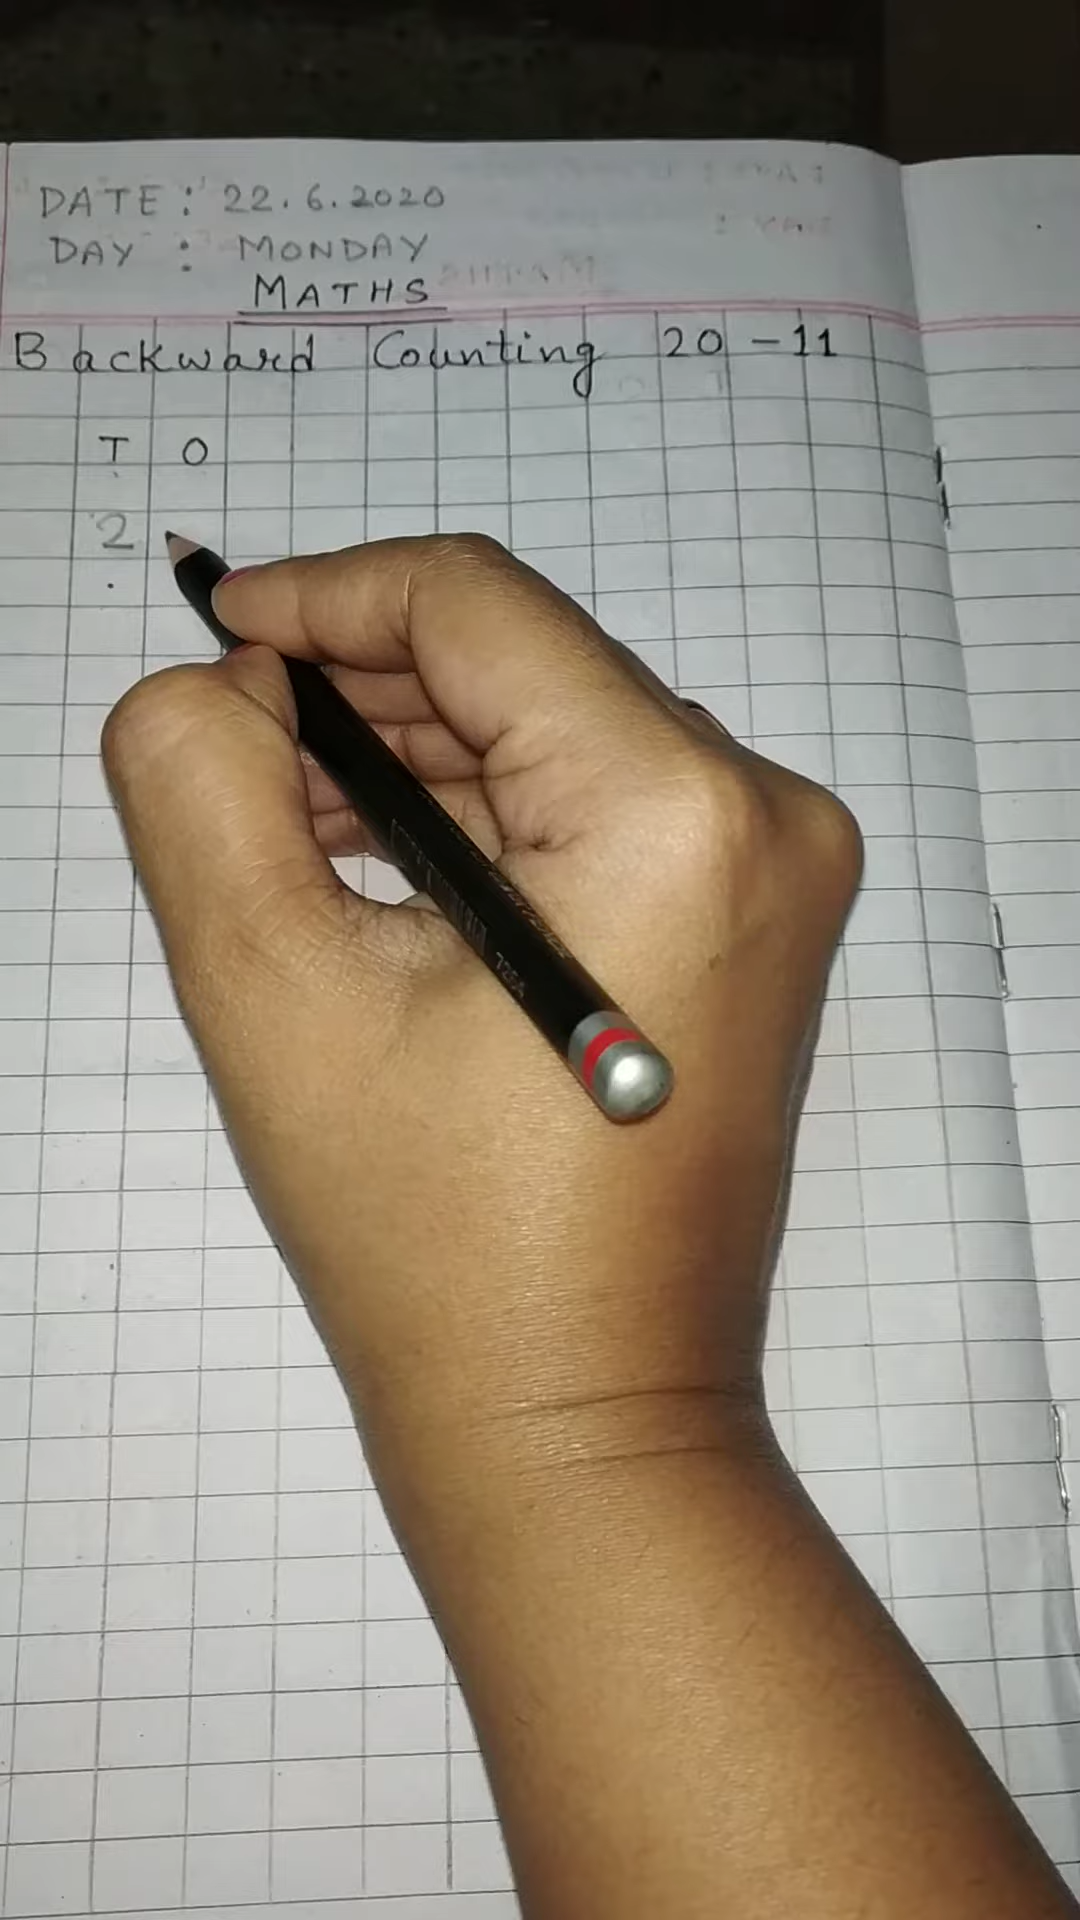 DATE : 22.6.2020
DAY : MONDAY
MATHS
Backward Counting 20 - 11
T O
2